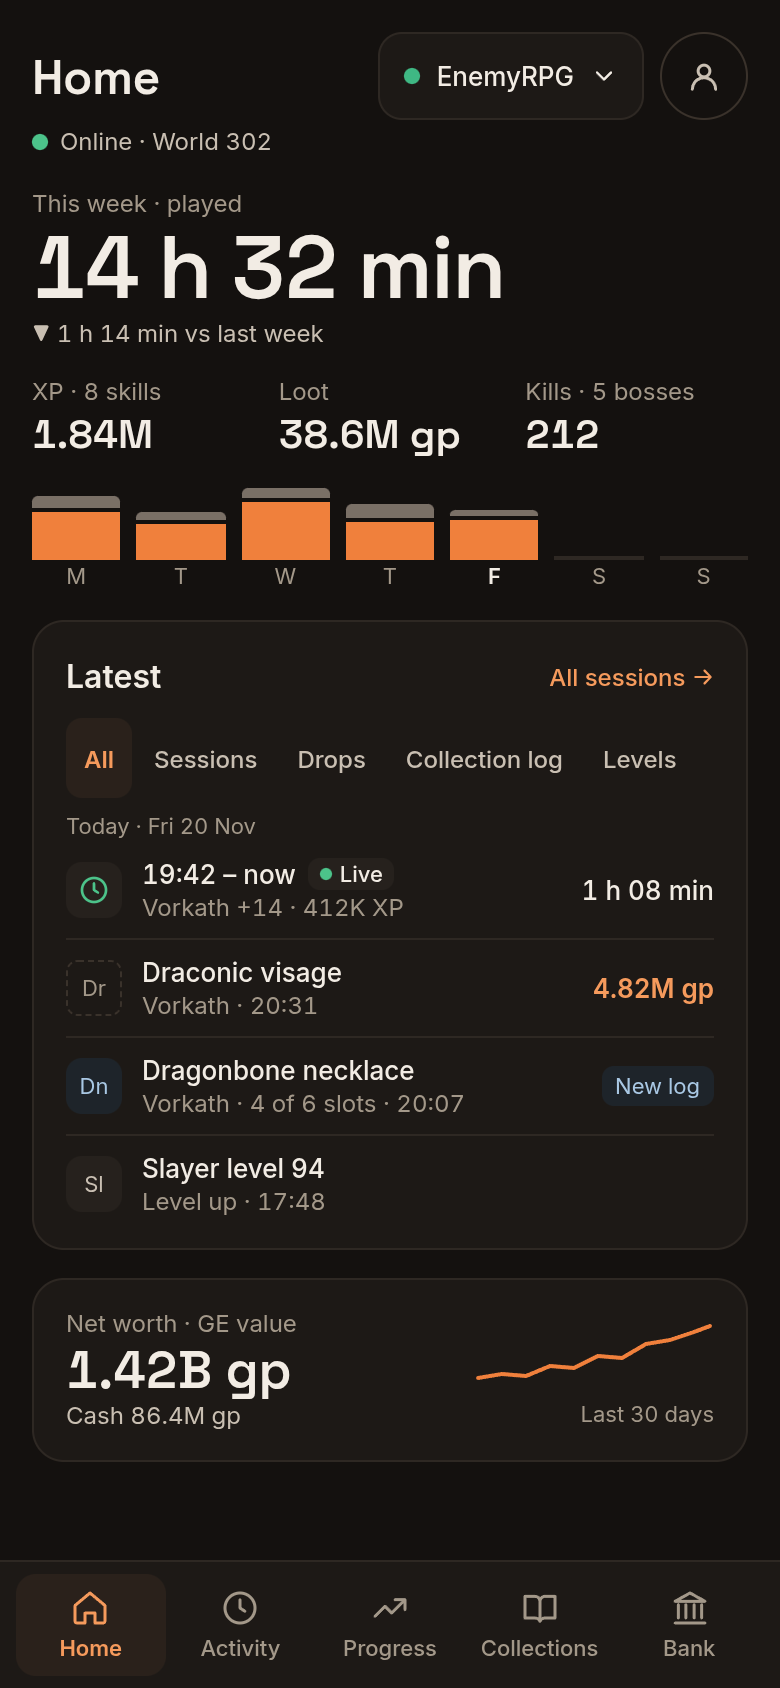 Home
EnemyRPG
Online · World 302
This week · played
14 h 32 min
▼ 1 h 14 min vs last week
XP · 8 skills
1.84M
Loot
38.6M gp
Kills · 5 bosses
212
M T W T F S S
Latest
All sessions →
All Sessions Drops Collection log Levels
Today · Fri 20 Nov
19:42 – now
Live
Vorkath +14 · 412K XP
1 h 08 min
Dr
Draconic visage
Vorkath · 20:31
4.82M gp
Dn
Dragonbone necklace
Vorkath · 4 of 6 slots · 20:07
New log
Sl
Slayer level 94
Level up · 17:48
Net worth · GE value
1.42B gp
Cash 86.4M gp
Last 30 days
Home Activity Progress Collections Bank